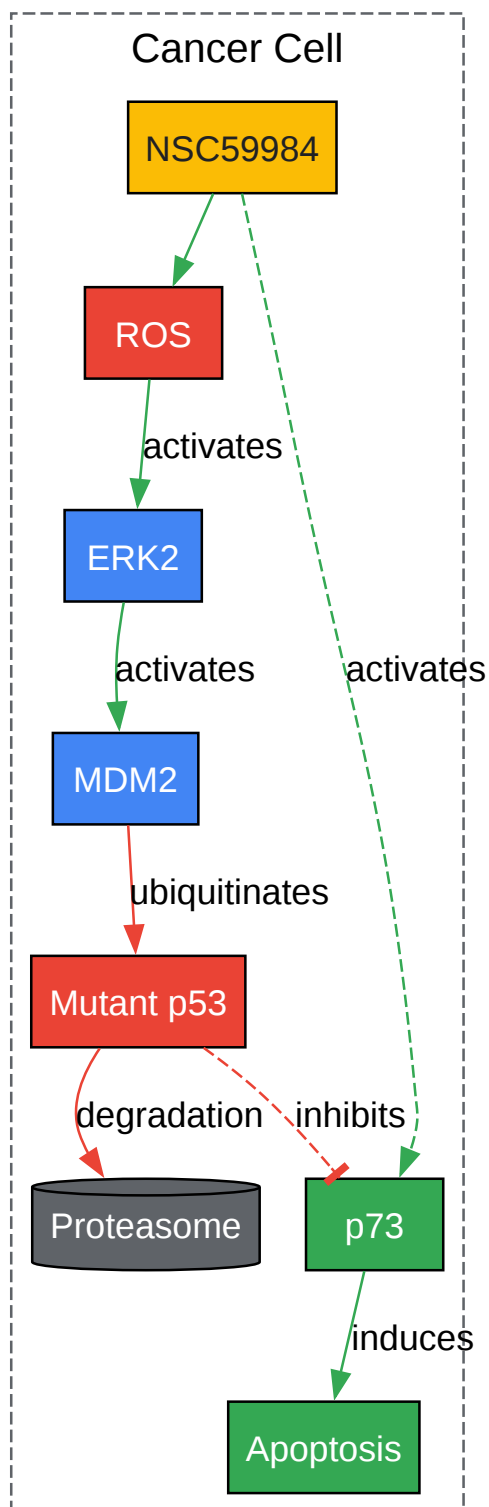 Cancer Cell
NSC59984
ROS
activates
ERK2
activates
activates
MDM2
ubiquitinates
Mutant p53
degradation
inhibits
Proteasome
p73
induces
Apoptosis